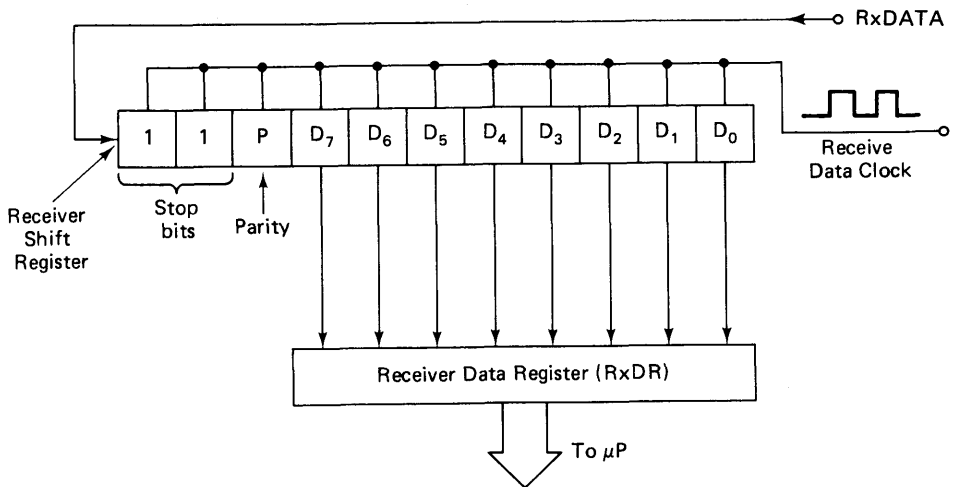 RxDATA
1 1 P D₇ D₆ D₅ D₄ D₃ D₂ D₁ D₀
Receive
Data Clock
Receiver
Shift
Register
Stop
bits
Parity
Receiver Data Register (RxDR)
To μP